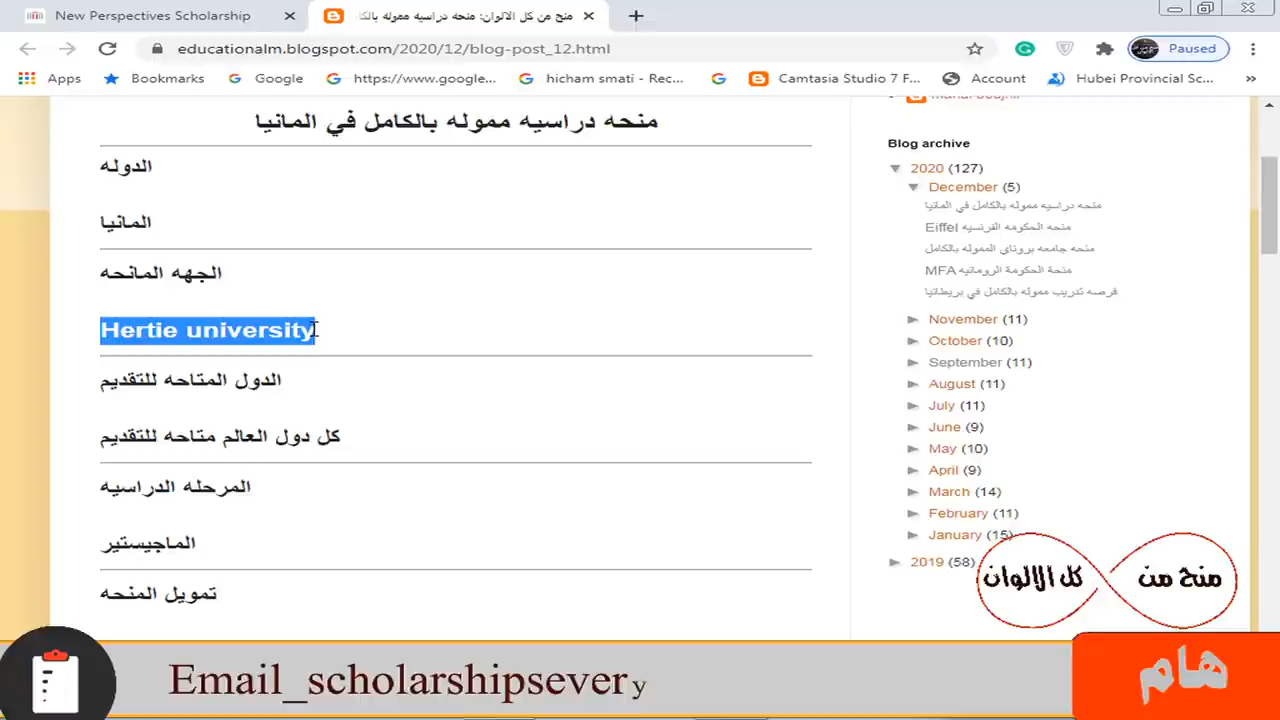 New Perspectives Scholarship
منح من كل الالوان: منحه دراسيه مموله بالكا
educationalm.blogspot.com/2020/12/blog-post_12.html
Paused
Apps
Bookmarks
Google
https://www.google...
hicham smati - Rec...
Camtasia Studio 7 F...
Account
Hubei Provincial Sc...
»
منحه دراسيه مموله بالكامل في المانيا
الدوله
المانيا
الجهه المانحه
Hertie university
الدول المتاحه للتقديم
كل دول العالم متاحه للتقديم
المرحله الدراسيه
الماجيستير
تمويل المنحه
Blog archive
2020 (127)
December (5)
منحه دراسيه مموله بالكامل في المانيا
منحه الحكومه الفرنسيه Eiffel
منحه جامعه بروناي المموله بالكامل
منحة الحكومة الرومانيه MFA
فرصه تدريب مموله بالكامل في بريطانيا
November (11)
October (10)
September (11)
August (11)
July (11)
June (9)
May (10)
April (9)
March (14)
February (11)
January (15)
2019 (58)
منح من كل الالوان
Email_scholarshipsevery
هام